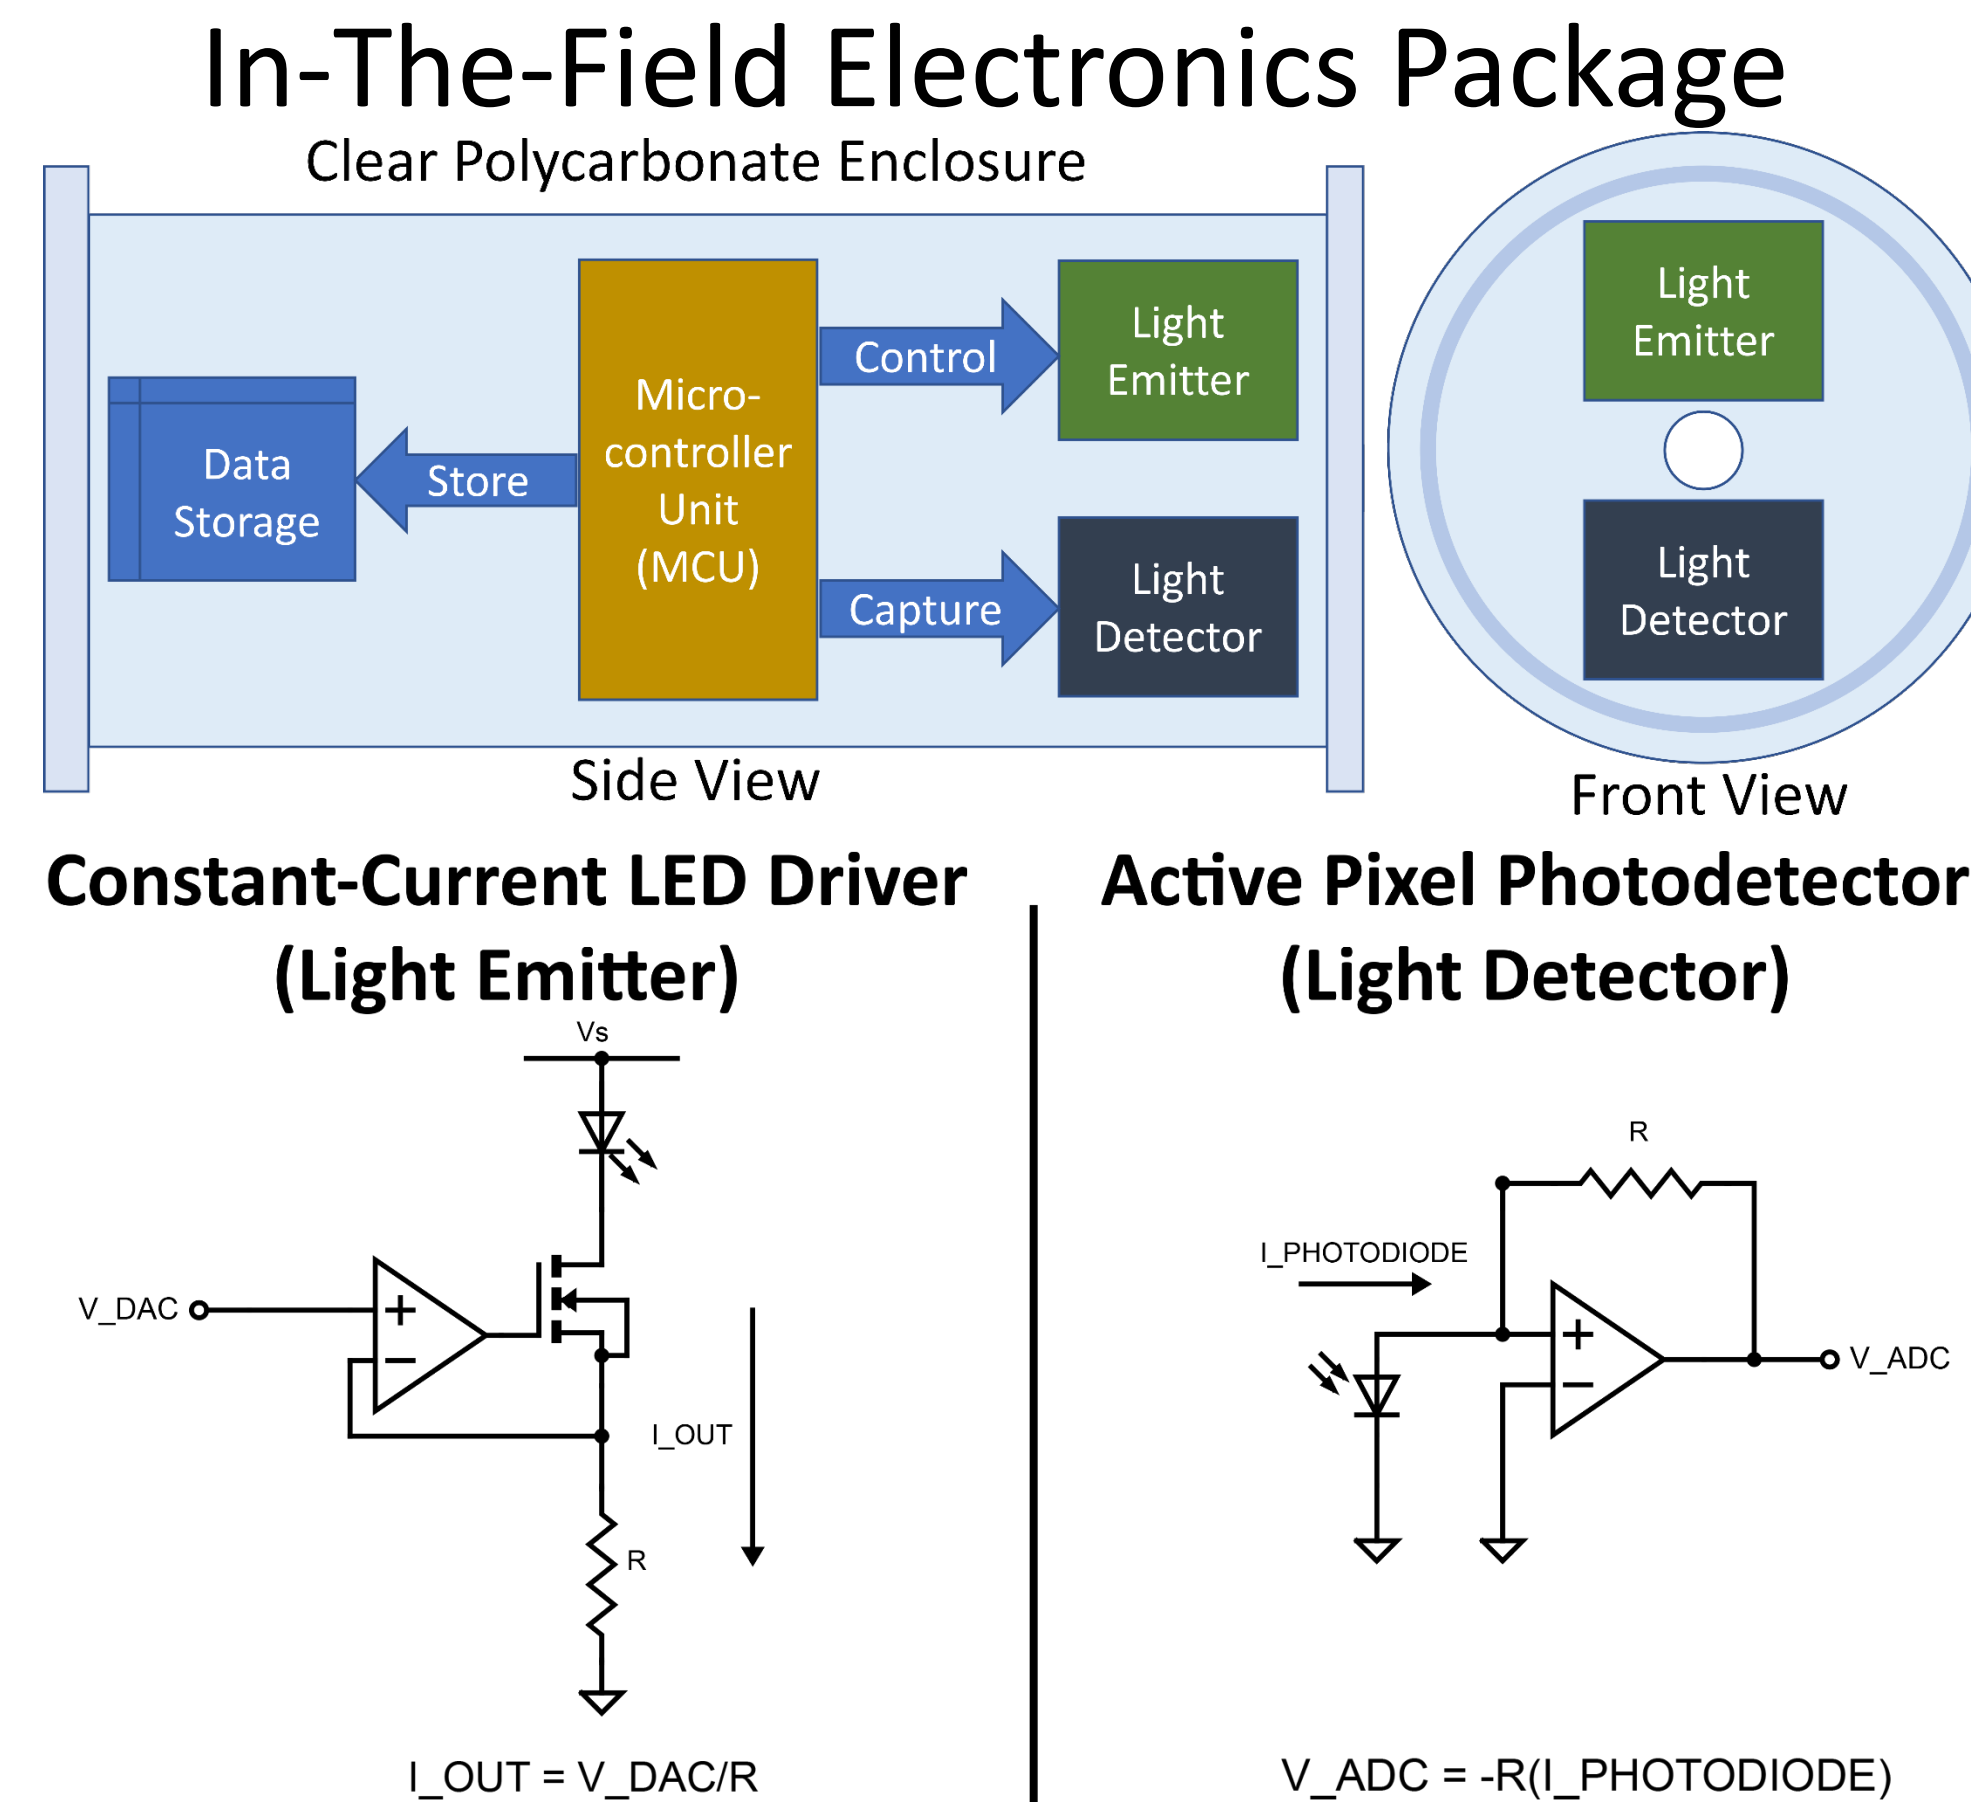 In-The-Field Electronics Package
Clear Polycarbonate Enclosure
Data
Storage
Store
Micro-
controller
Unit
(MCU)
Control
Capture
Light
Emitter
Light
Detector
Side View
Light
Emitter
Light
Detector
Front View
Constant-Current LED Driver
(Light Emitter)
Vs
V_DAC
+
−
I_OUT
R
I_OUT = V_DAC/R
Active Pixel Photodetector
(Light Detector)
R
I_PHOTODIODE
+
−
V_ADC
V_ADC = -R(I_PHOTODIODE)